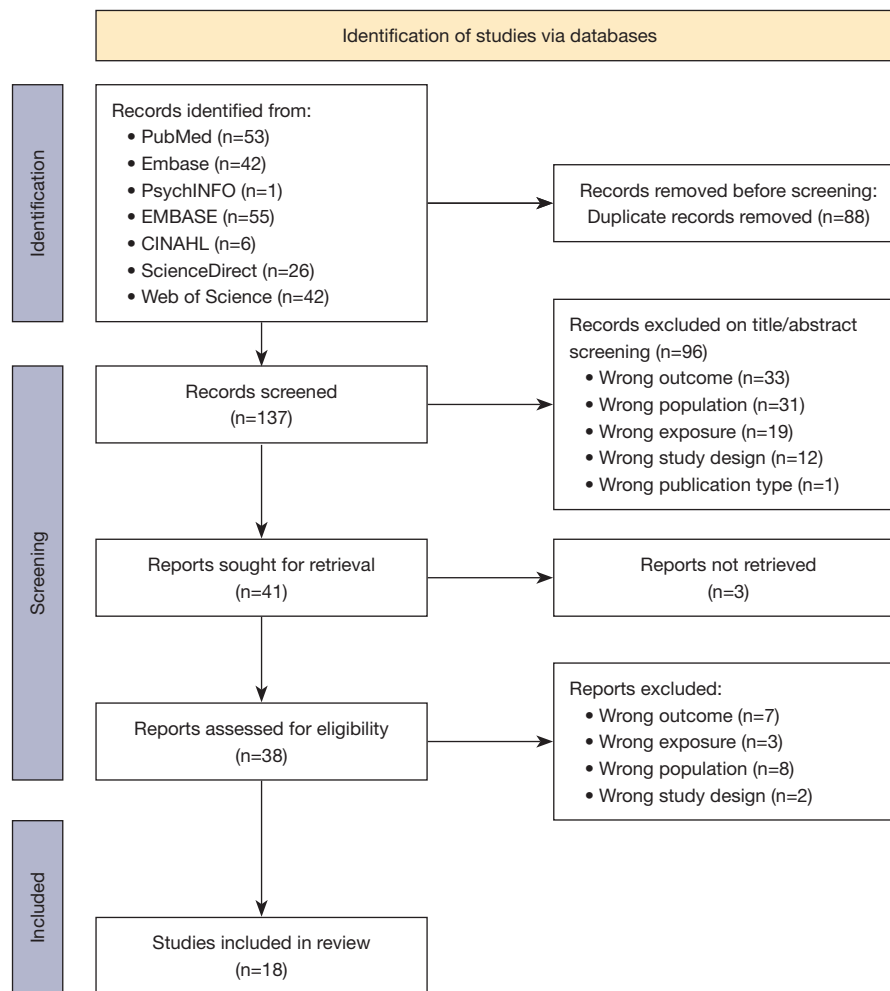 Identification of studies via databases
Identification
Records identified from:
• PubMed (n=53)
• Embase (n=42)
• PsychINFO (n=1)
• EMBASE (n=55)
• CINAHL (n=6)
• ScienceDirect (n=26)
• Web of Science (n=42)
Records removed before screening:
Duplicate records removed (n=88)
Screening
Records screened
(n=137)
Records excluded on title/abstract
screening (n=96)
• Wrong outcome (n=33)
• Wrong population (n=31)
• Wrong exposure (n=19)
• Wrong study design (n=12)
• Wrong publication type (n=1)
Reports sought for retrieval
(n=41)
Reports not retrieved
(n=3)
Reports assessed for eligibility
(n=38)
Reports excluded:
• Wrong outcome (n=7)
• Wrong exposure (n=3)
• Wrong population (n=8)
• Wrong study design (n=2)
Included
Studies included in review
(n=18)